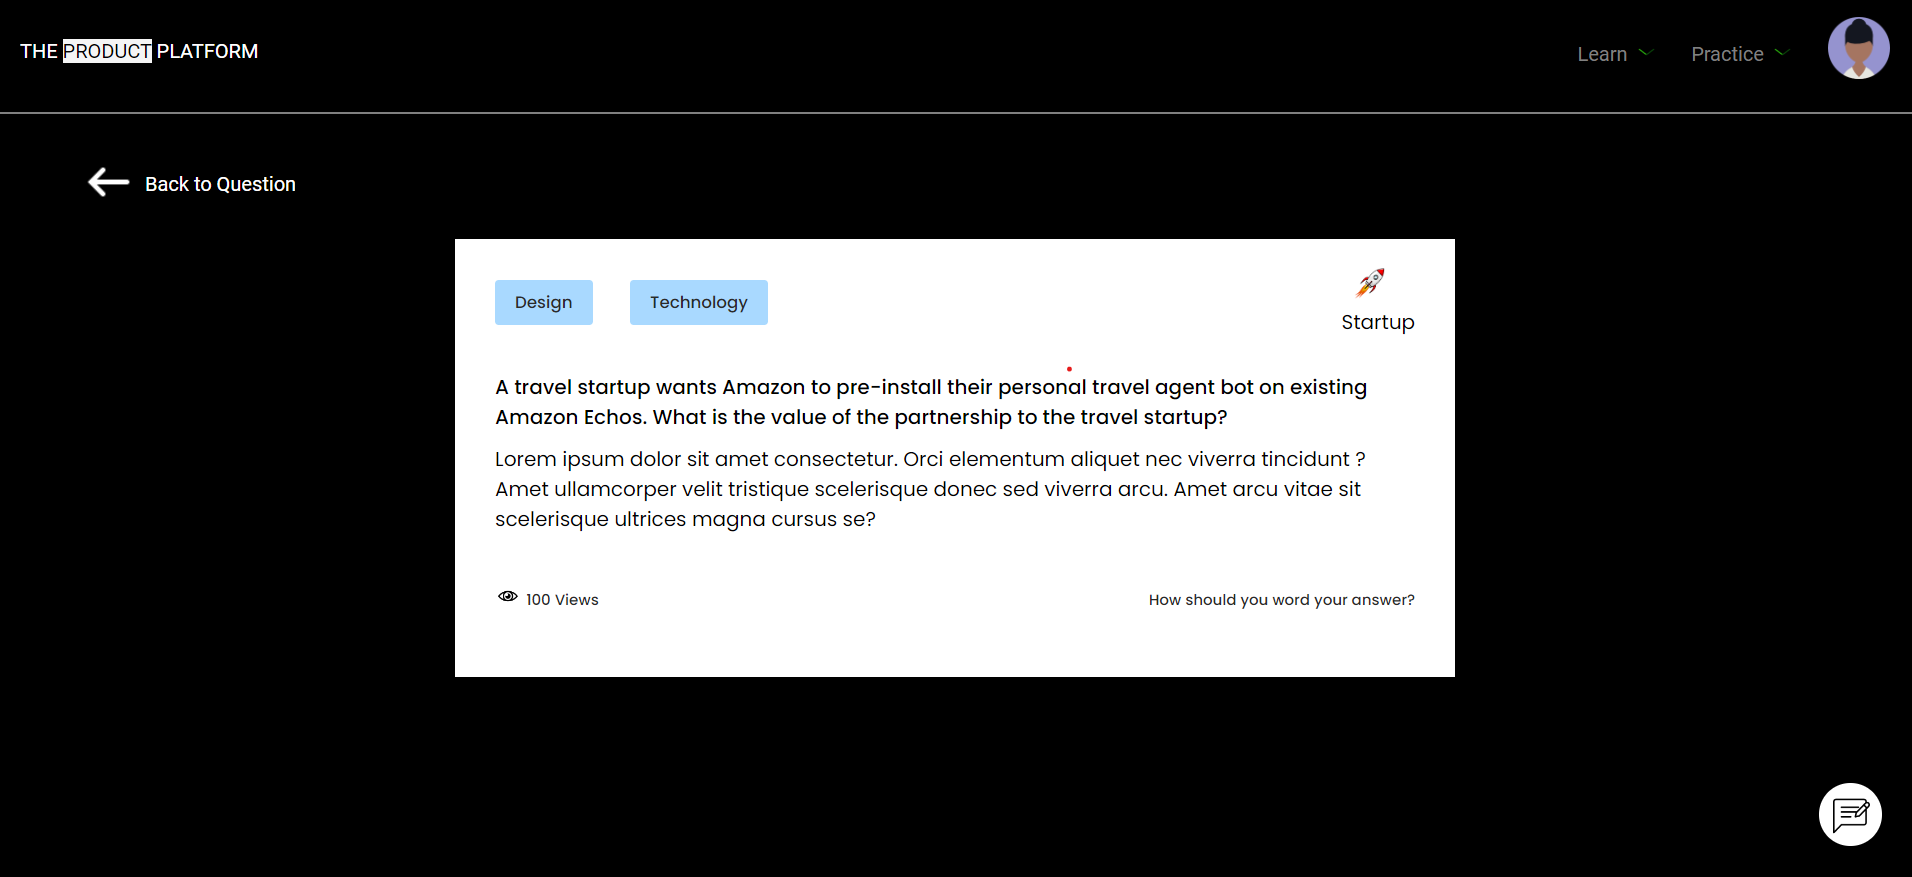 THE PRODUCT PLATFORM
Learn
Practice
Back to Question
Design
Technology
Startup
A travel startup wants Amazon to pre-install their personal travel agent bot on existing
Amazon Echos. What is the value of the partnership to the travel startup?
Lorem ipsum dolor sit amet consectetur. Orci elementum aliquet nec viverra tincidunt ?
Amet ullamcorper velit tristique scelerisque donec sed viverra arcu. Amet arcu vitae sit
scelerisque ultrices magna cursus se?
100 Views
How should you word your answer?